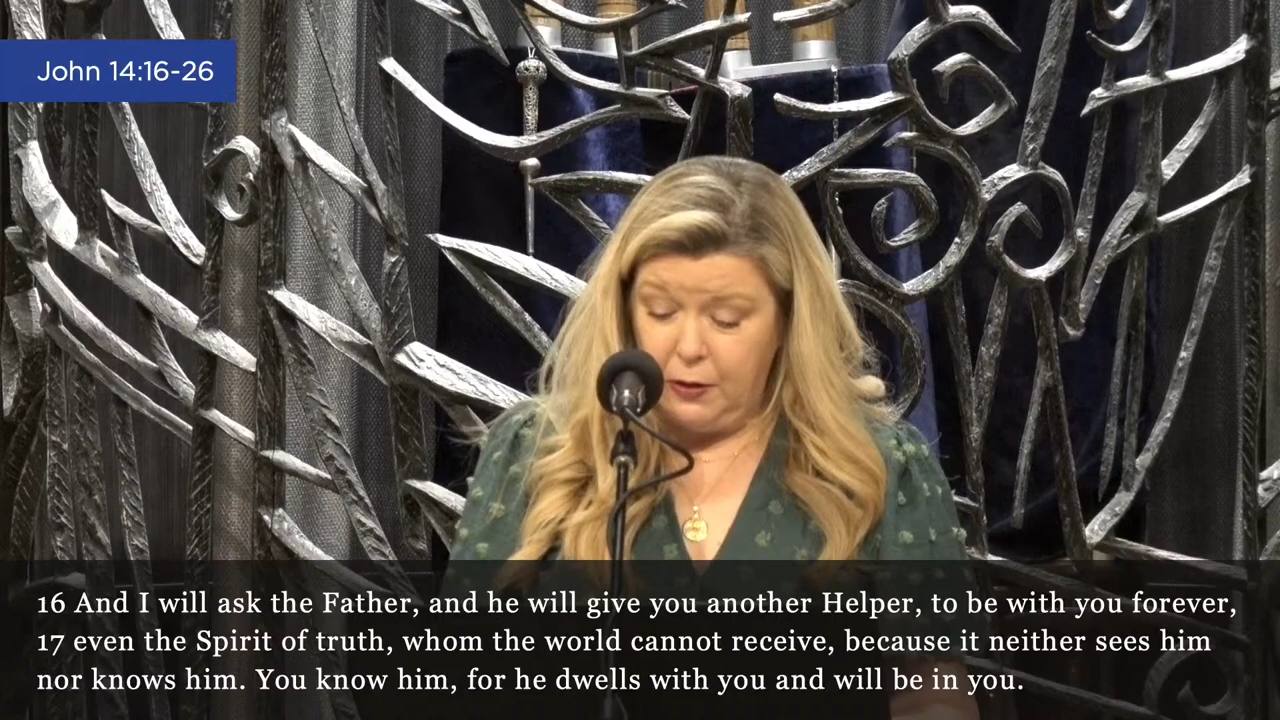 John 14:16-26
16 And I will ask the Father, and he will give you another Helper, to be with you forever,
17 even the Spirit of truth, whom the world cannot receive, because it neither sees him
nor knows him. You know him, for he dwells with you and will be in you.